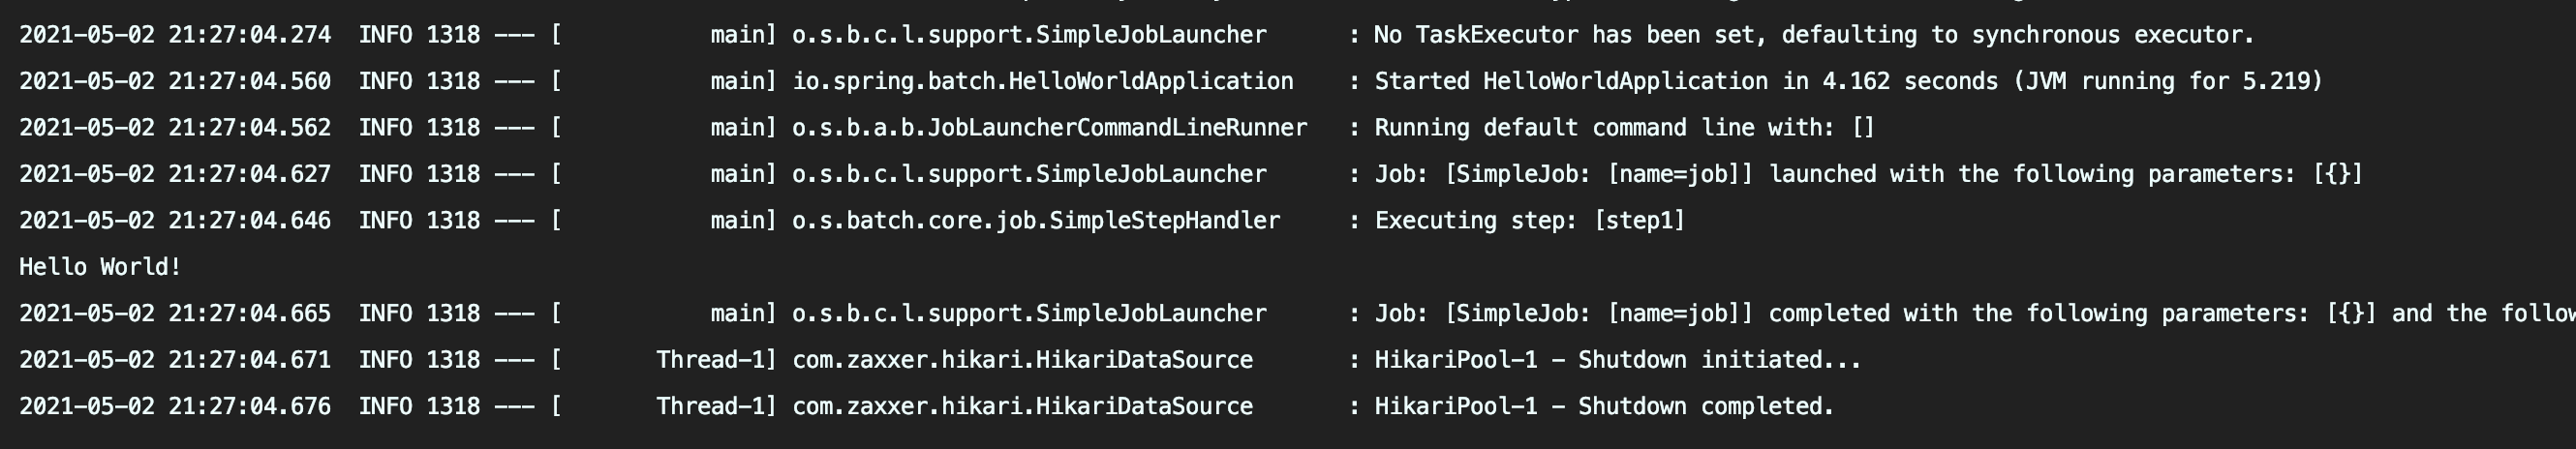 2021-05-02 21:27:04.274  INFO 1318 --- [           main] o.s.b.c.l.support.SimpleJobLauncher      : No TaskExecutor has been set, defaulting to synchronous executor.
2021-05-02 21:27:04.560  INFO 1318 --- [           main] io.spring.batch.HelloWorldApplication    : Started HelloWorldApplication in 4.162 seconds (JVM running for 5.219)
2021-05-02 21:27:04.562  INFO 1318 --- [           main] o.s.b.a.b.JobLauncherCommandLineRunner   : Running default command line with: []
2021-05-02 21:27:04.627  INFO 1318 --- [           main] o.s.b.c.l.support.SimpleJobLauncher      : Job: [SimpleJob: [name=job]] launched with the following parameters: [{}]
2021-05-02 21:27:04.646  INFO 1318 --- [           main] o.s.batch.core.job.SimpleStepHandler     : Executing step: [step1]
Hello World!
2021-05-02 21:27:04.665  INFO 1318 --- [           main] o.s.b.c.l.support.SimpleJobLauncher      : Job: [SimpleJob: [name=job]] completed with the following parameters: [{}] and the
2021-05-02 21:27:04.671  INFO 1318 --- [       Thread-1] com.zaxxer.hikari.HikariDataSource       : HikariPool-1 - Shutdown initiated...
2021-05-02 21:27:04.676  INFO 1318 --- [       Thread-1] com.zaxxer.hikari.HikariDataSource       : HikariPool-1 - Shutdown completed.